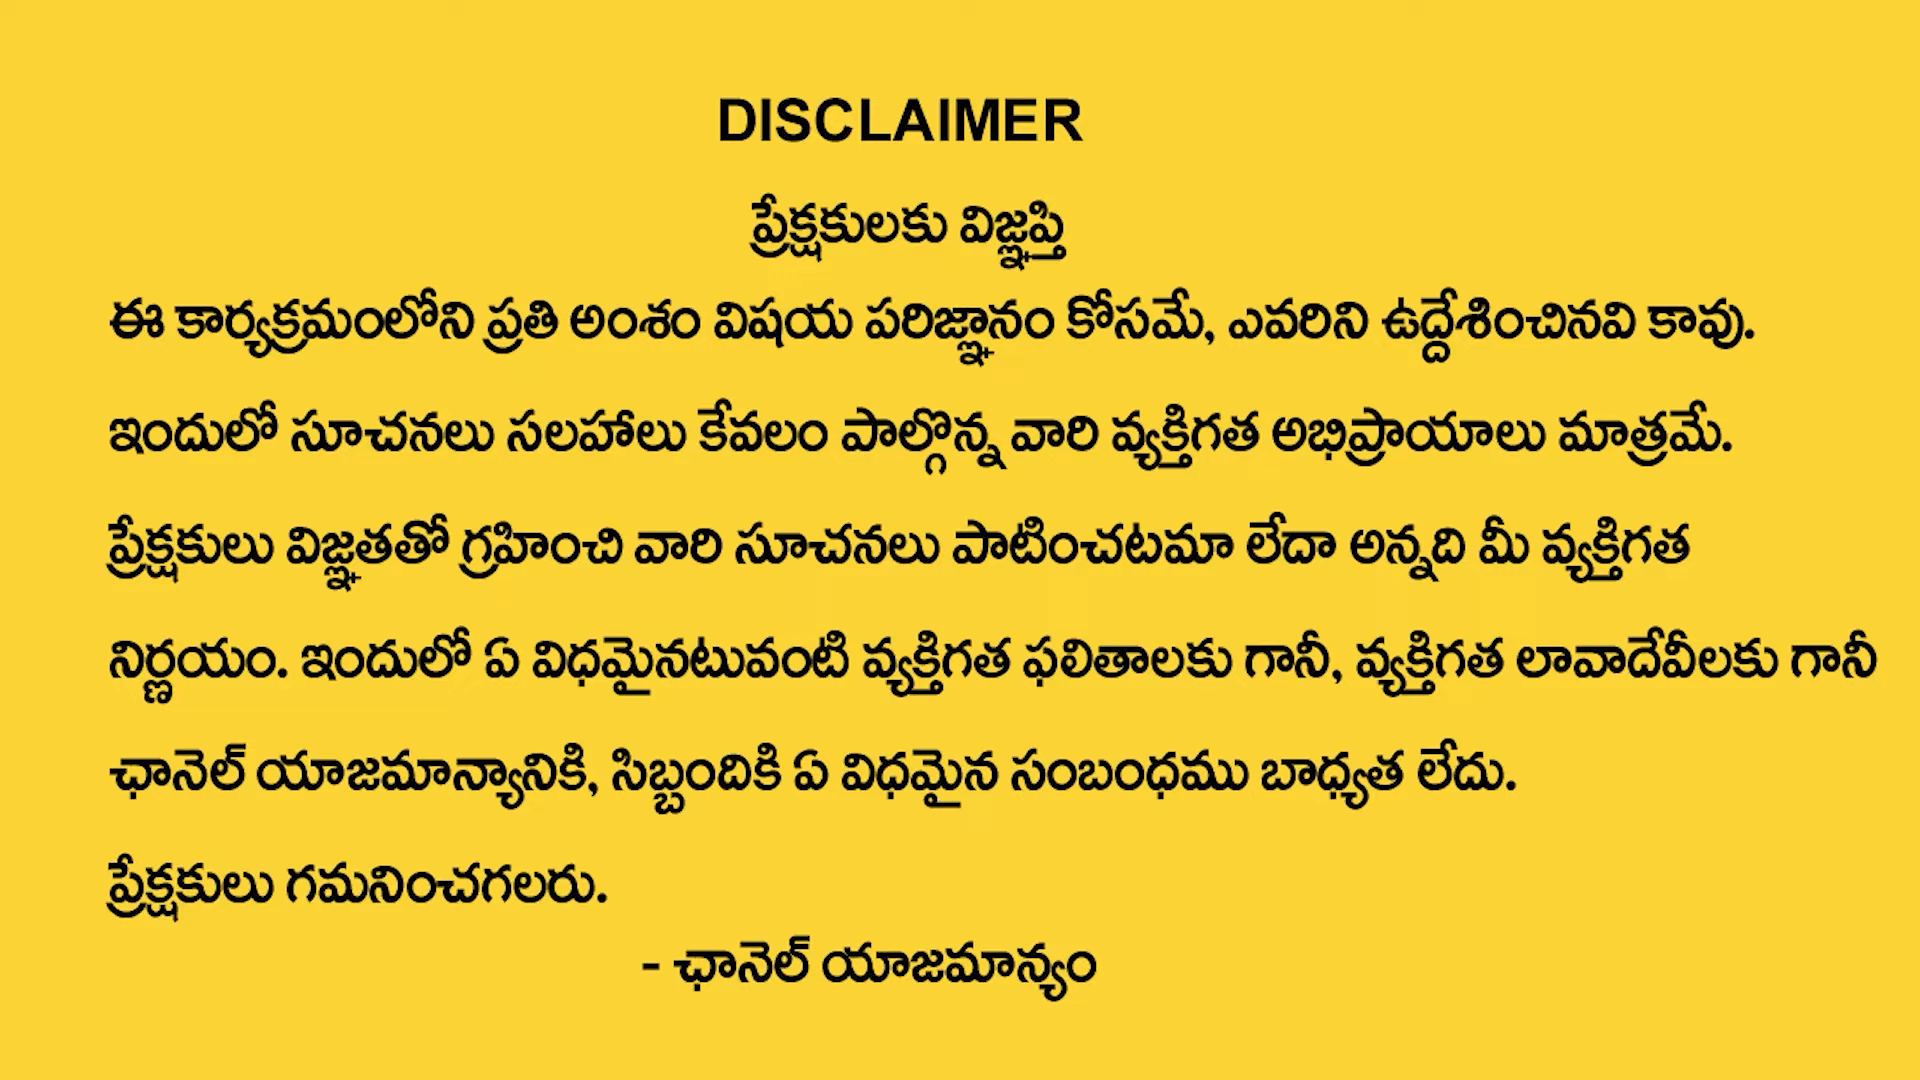 DISCLAIMER
ప్రేక్షకులకు విజ్ఞప్తి
ఈ కార్యక్రమంలోని ప్రతి అంశం విషయ పరిజ్ఞానం కోసమే, ఎవరిని ఉద్దేశించినవి కావు.
ఇందులో సూచనలు సలహాలు కేవలం పాల్గొన్న వారి వ్యక్తిగత అభిప్రాయాలు మాత్రమే.
ప్రేక్షకులు విజ్ఞతతో గ్రహించి వారి సూచనలు పాటించటమా లేదా అన్నది మీ వ్యక్తిగత
నిర్ణయం. ఇందులో ఏ విధమైనటువంటి వ్యక్తిగత ఫలితాలకు గానీ, వ్యక్తిగత లావాదేవీలకు గానీ
ఛానెల్ యాజమాన్యానికి, సిబ్బందికి ఏ విధమైన సంబంధము బాధ్యత లేదు.
ప్రేక్షకులు గమనించగలరు.
- ఛానెల్ యాజమాన్యం